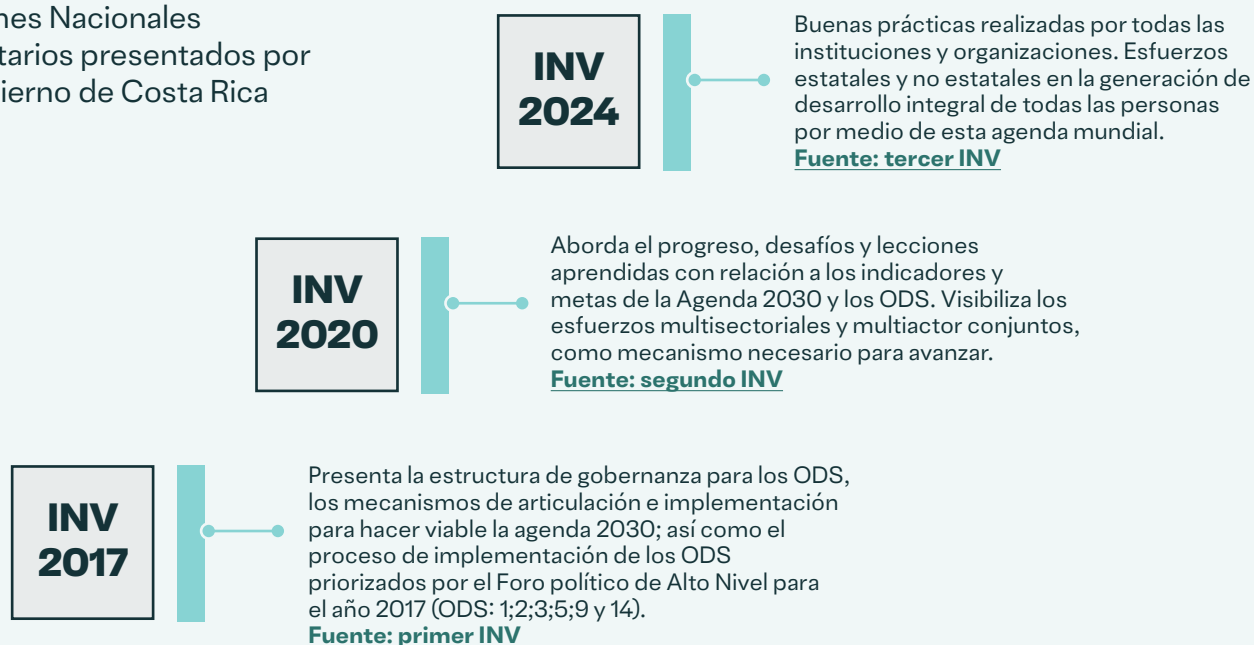 nes Nacionales
tarios presentados por
ierno de Costa Rica
INV
2024
Buenas prácticas realizadas por todas las
instituciones y organizaciones. Esfuerzos
estatales y no estatales en la generación de
desarrollo integral de todas las personas
por medio de esta agenda mundial.
Fuente: tercer INV
INV
2020
Aborda el progreso, desafíos y lecciones
aprendidas con relación a los indicadores y
metas de la Agenda 2030 y los ODS. Visibiliza los
esfuerzos multisectoriales y multiactor conjuntos,
como mecanismo necesario para avanzar.
Fuente: segundo INV
INV
2017
Presenta la estructura de gobernanza para los ODS,
los mecanismos de articulación e implementación
para hacer viable la agenda 2030; así como el
proceso de implementación de los ODS
priorizados por el Foro político de Alto Nivel para
el año 2017 (ODS: 1;2;3;5;9 y 14).
Fuente: primer INV